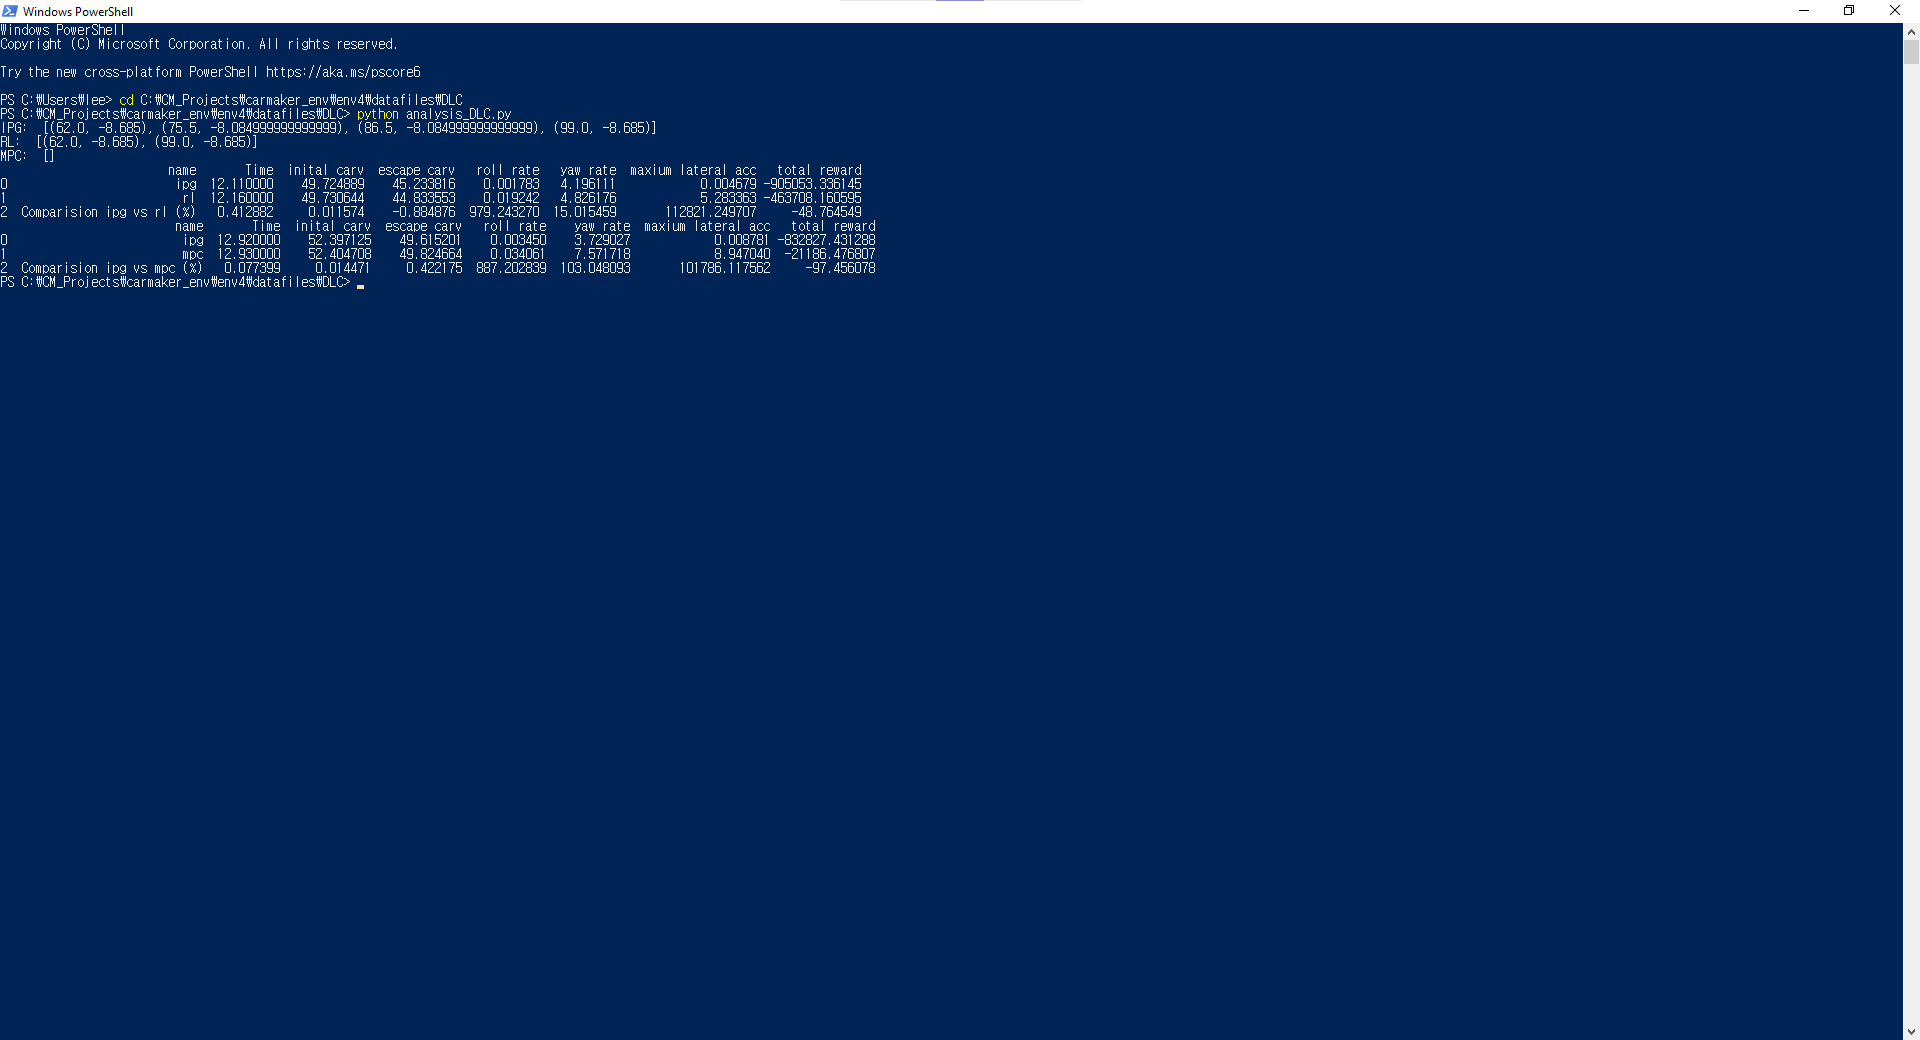 Windows PowerShell
Windows PowerShell
Copyright (C) Microsoft Corporation. All rights reserved.
Try the new cross-platform PowerShell https://aka.ms/pscore6
PS C:₩Users₩lee> cd C:₩CM_Projects₩carmaker_env₩env4₩datafiles₩DLC
PS C:₩CM_Projects₩carmaker_env₩env4₩datafiles₩DLC> python analysis_DLC.py
IPG:  [(62.0, -8.685), (75.5, -8.084999999999999), (86.5, -8.084999999999999), (99.0, -8.685)]
RL:  [(62.0, -8.685), (99.0, -8.685)]
MPC:  []
name Time inital carv escape carv roll rate yaw rate maxium lateral acc total reward
0 ipg 12.110000 49.724889 45.233816 0.001783 4.196111 0.004679 -905053.336145
1 rl 12.160000 49.730644 44.833553 0.019242 4.826176 5.283363 -463708.160595
2 Comparision ipg vs rl (%) 0.412882 0.011574 -0.884876 979.243270 15.015459 112821.249707 -48.764549
name Time inital carv escape carv roll rate yaw rate maxium lateral acc total reward
0 ipg 12.920000 52.397125 49.615201 0.003450 3.729027 0.008781 -832827.431288
1 mpc 12.930000 52.404708 49.824664 0.034061 7.571718 8.947040 -21186.476807
2 Comparision ipg vs mpc (%) 0.077399 0.014471 0.422175 887.202839 103.048093 101786.117562 -97.456078
PS C:₩CM_Projects₩carmaker_env₩env4₩datafiles₩DLC>